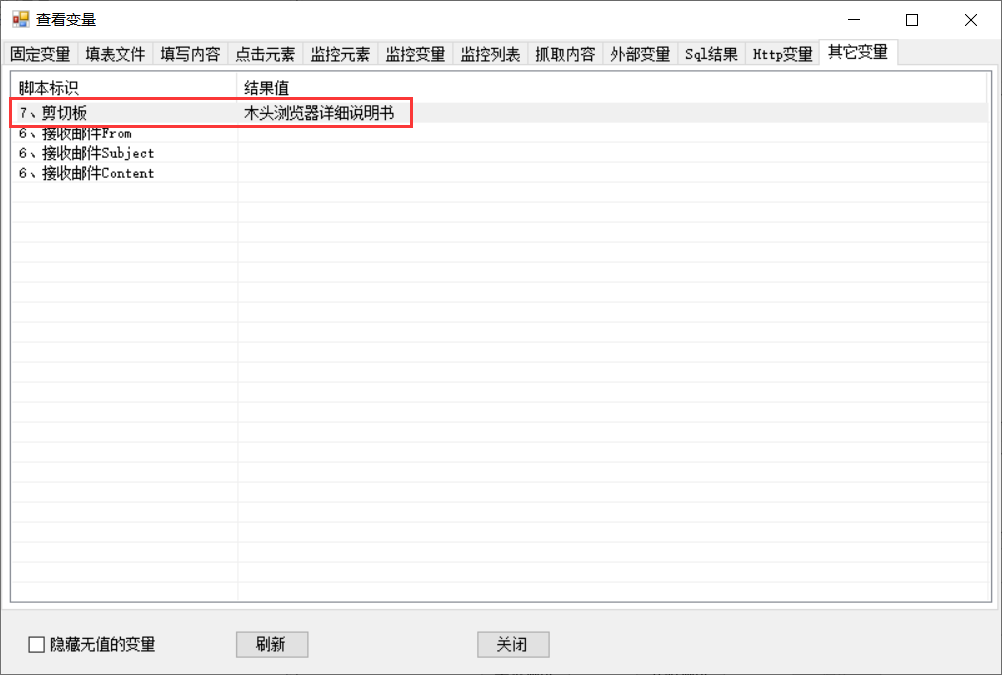 查看变量
固定变量 填表文件 填写内容 点击元素 监控元素 监控变量 监控列表 抓取内容 外部变量 Sql结果 Http变量 其它变量
脚本标识 结果值
7、剪切板 木头浏览器详细说明书
6、接收邮件From
6、接收邮件Subject
6、接收邮件Content
隐藏无值的变量 刷新 关闭